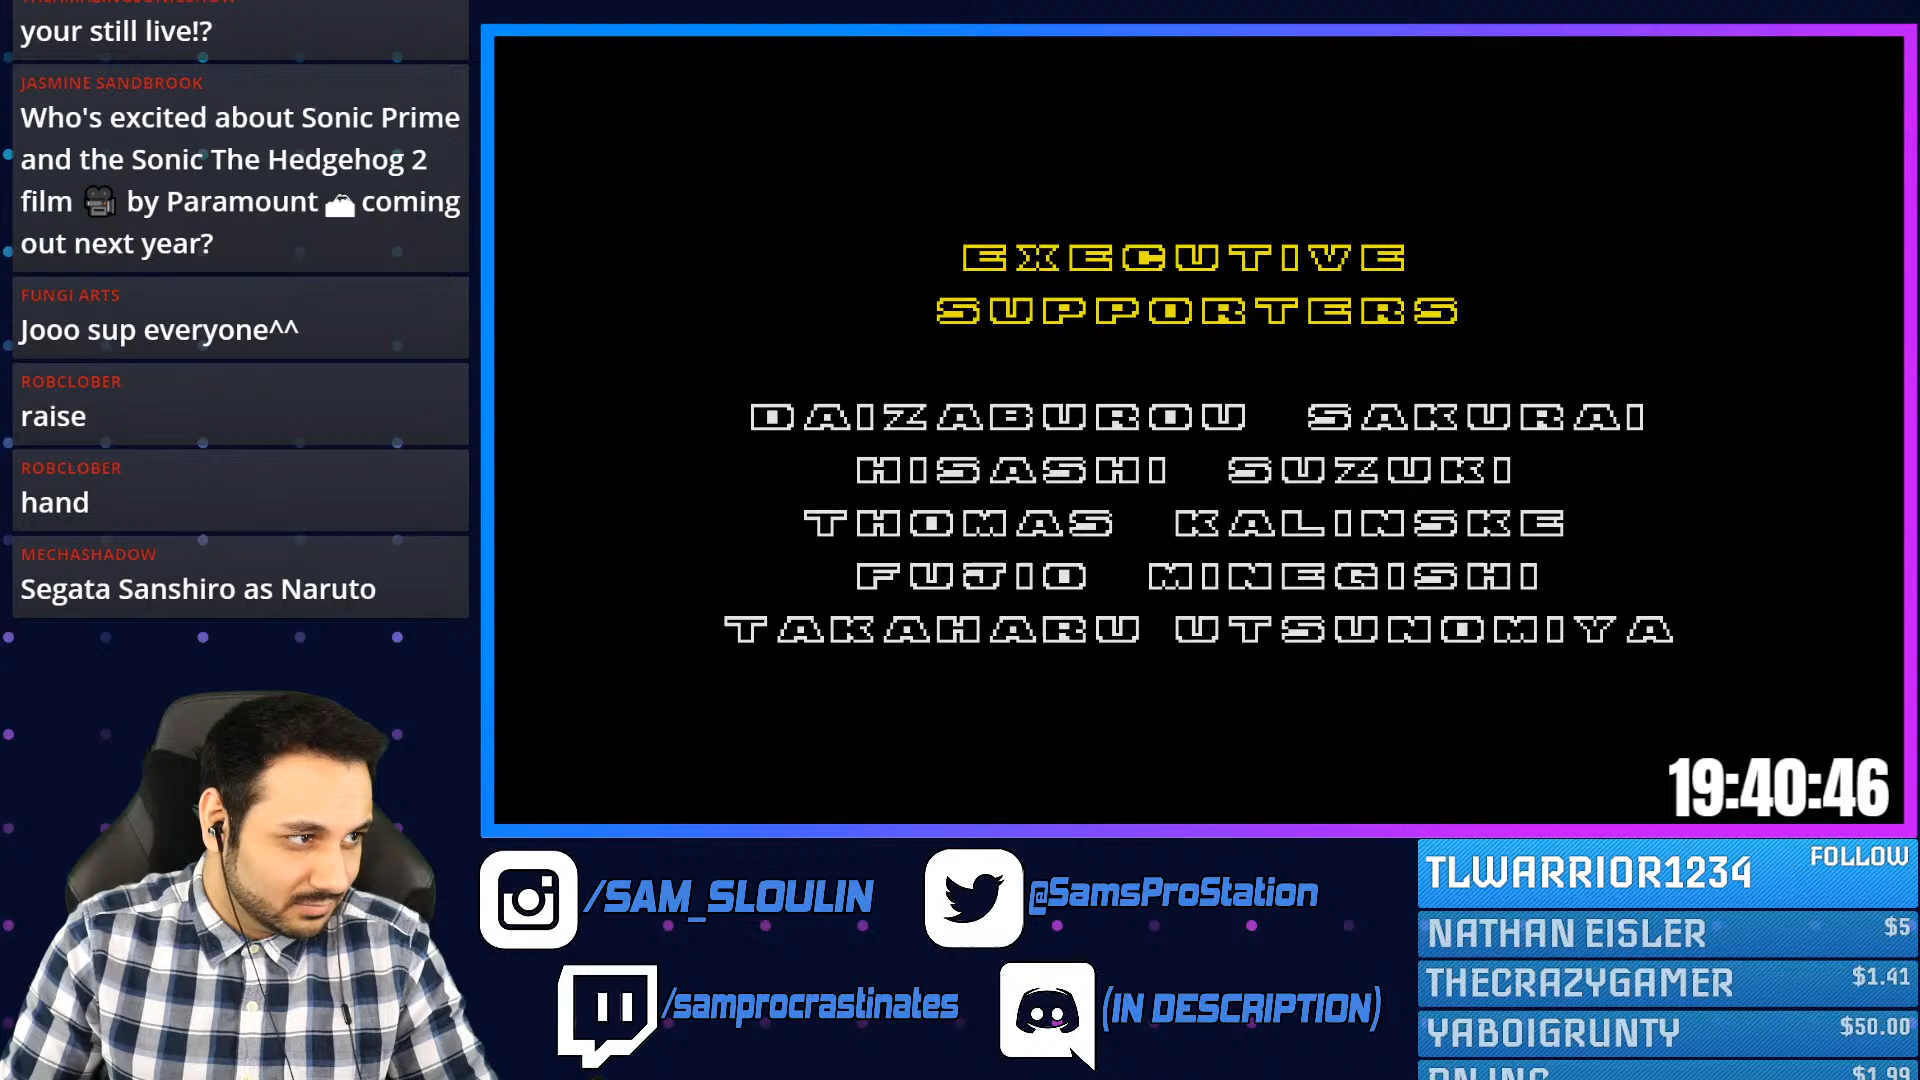 your still live!?
JASMINE SANDBROOK
Who's excited about Sonic Prime
and the Sonic The Hedgehog 2
film 🎥 by Paramount 🏔 coming
out next year?
FUNGI ARTS
Jooo sup everyone^^
ROBCLOBER
raise
ROBCLOBER
hand
MECHASHADOW
Segata Sanshiro as Naruto
EXECUTIVE
SUPPORTERS
DAIZABUROU SAKURAI
HISASHI SUZUKI
THOMAS KALINSKE
FUJIO MINEGISHI
TAKAHARU UTSUNOMIYA
19:40:46
/SAM_SLOULIN
@SamsProStation
/samprocrastinates
(IN DESCRIPTION)
TLWARRIOR1234 FOLLOW
NATHAN EISLER $5
THECRAZYGAMER $1.41
YABOIGRUNTY $50.00
$1.99